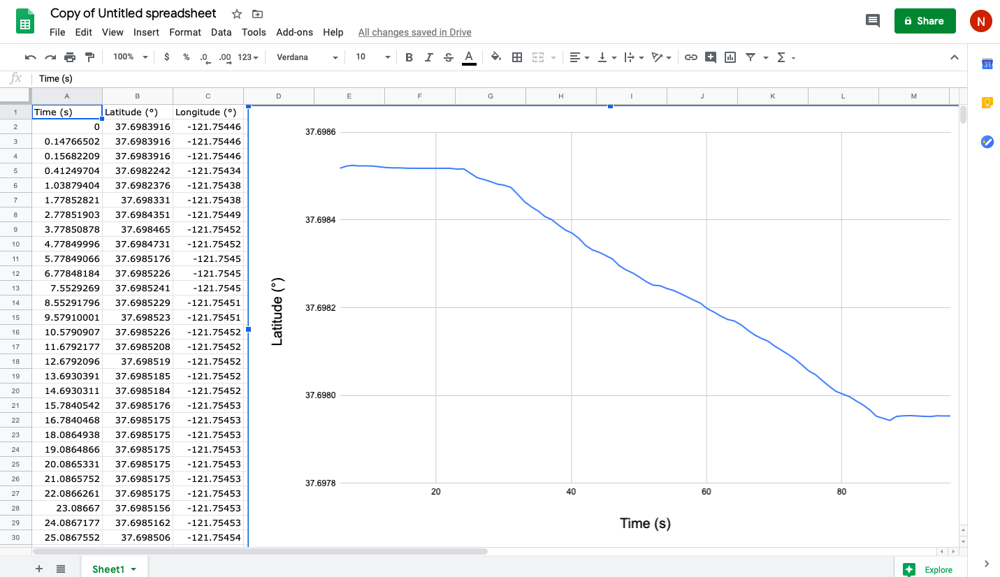 Copy of Untitled spreadsheet
File Edit View Insert Format Data Tools Add-ons Help All changes saved in Drive
Share
N
100% $ % .0 .00 123 Verdana 10 B I S A Σ
31
fx Time (s)
A B C D E F G H I J K L M
1 Time (s) Latitude (°) Longitude (°)
2 0 37.6983916 -121.75446
3 0.14766502 37.6983916 -121.75446
4 0.15682209 37.6983916 -121.75446
5 0.41249704 37.6982242 -121.75434
6 1.03879404 37.6982376 -121.75438
7 1.77852821 37.698331 -121.75438
8 2.77851903 37.6984351 -121.75449
9 3.77850878 37.698465 -121.75452
10 4.77849996 37.6984731 -121.75452
11 5.77849066 37.6985176 -121.7545
12 6.77848184 37.6985226 -121.7545
13 7.5529269 37.6985241 -121.7545
14 8.55291796 37.6985229 -121.75451
15 9.57910001 37.698523 -121.75451
16 10.5790907 37.6985226 -121.75452
17 11.6792177 37.6985208 -121.75452
18 12.6792096 37.698519 -121.75452
19 13.6930391 37.6985185 -121.75452
20 14.6930311 37.6985184 -121.75452
21 15.7840542 37.6985176 -121.75453
22 16.7840468 37.6985175 -121.75453
23 18.0864938 37.6985175 -121.75453
24 19.0864866 37.6985175 -121.75453
25 20.0865331 37.6985175 -121.75453
26 21.0865752 37.6985175 -121.75453
27 22.0866261 37.6985175 -121.75453
28 23.08667 37.6985156 -121.75453
29 24.0867177 37.6985162 -121.75453
30 25.0867552 37.698506 -121.75454
37.6986
37.6984
37.6982
37.6980
37.6978
Latitude (°)
20 40 60 80
Time (s)
Sheet1
Explore